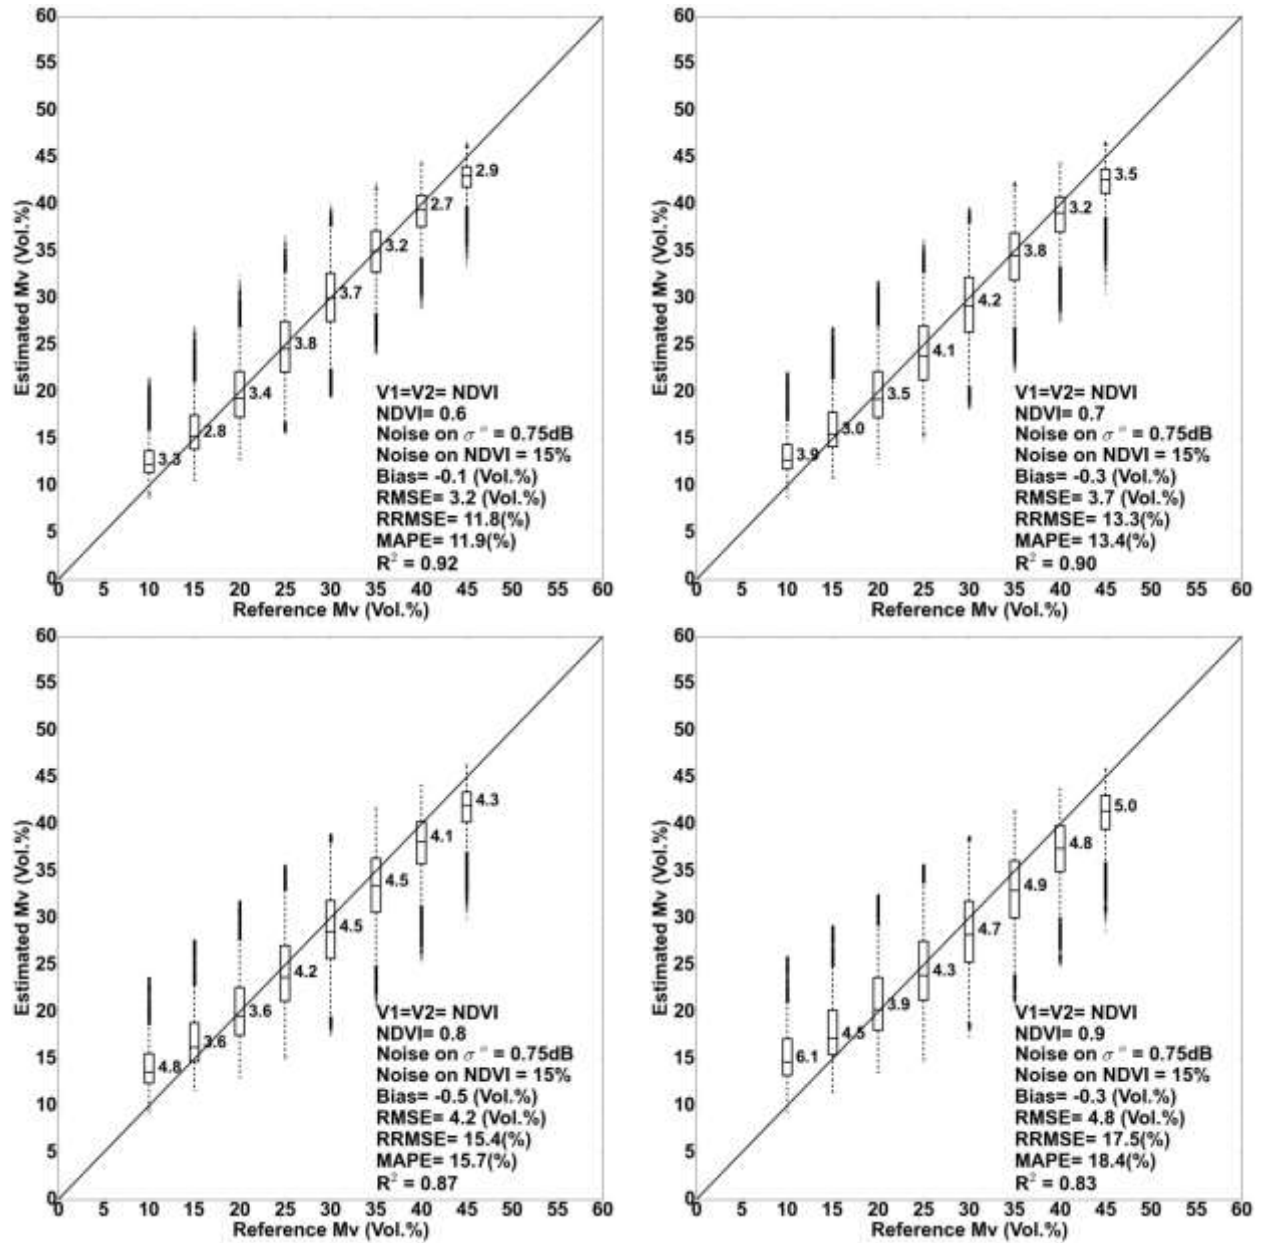 60
55
50
45
40
35
30
25
20
15
10
5
0
Estimated Mv (Vol.%)
3.3
2.8
3.4
3.8
3.7
3.2
2.7
2.9
V1=V2= NDVI
NDVI= 0.6
Noise on σ° = 0.75dB
Noise on NDVI = 15%
Bias= -0.1 (Vol.%)
RMSE= 3.2 (Vol.%)
RRMSE= 11.8(%)
MAPE= 11.9(%)
R² = 0.92
0 5 10 15 20 25 30 35 40 45 50 55 60
Reference Mv (Vol.%)
60
55
50
45
40
35
30
25
20
15
10
5
0
Estimated Mv (Vol.%)
3.9
3.0
3.5
4.1
4.2
3.8
3.2
3.5
V1=V2= NDVI
NDVI= 0.7
Noise on σ° = 0.75dB
Noise on NDVI = 15%
Bias= -0.3 (Vol.%)
RMSE= 3.7 (Vol.%)
RRMSE= 13.3(%)
MAPE= 13.4(%)
R² = 0.90
0 5 10 15 20 25 30 35 40 45 50 55 60
Reference Mv (Vol.%)
60
55
50
45
40
35
30
25
20
15
10
5
0
Estimated Mv (Vol.%)
4.8
3.6
3.6
4.2
4.5
4.5
4.1
4.3
V1=V2= NDVI
NDVI= 0.8
Noise on σ° = 0.75dB
Noise on NDVI = 15%
Bias= -0.5 (Vol.%)
RMSE= 4.2 (Vol.%)
RRMSE= 15.4(%)
MAPE= 15.7(%)
R² = 0.87
0 5 10 15 20 25 30 35 40 45 50 55 60
Reference Mv (Vol.%)
60
55
50
45
40
35
30
25
20
15
10
5
0
Estimated Mv (Vol.%)
6.1
4.5
3.9
4.3
4.7
4.9
4.8
5.0
V1=V2= NDVI
NDVI= 0.9
Noise on σ° = 0.75dB
Noise on NDVI = 15%
Bias= -0.3 (Vol.%)
RMSE= 4.8 (Vol.%)
RRMSE= 17.5(%)
MAPE= 18.4(%)
R² = 0.83
0 5 10 15 20 25 30 35 40 45 50 55 60
Reference Mv (Vol.%)